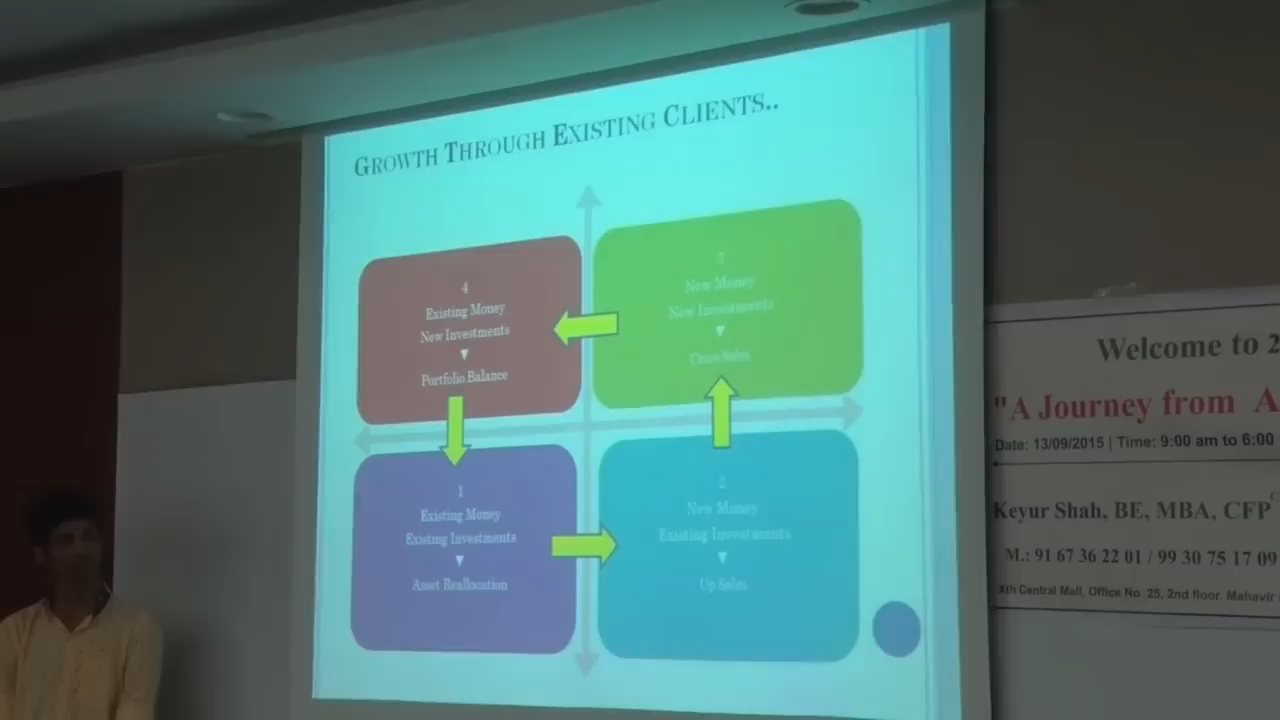 GROWTH THROUGH EXISTING CLIENTS..
4
Existing Money
New Investments
Portfolio Balance
3
New Money
New Investments
Cross Sales
1
Existing Money
Existing Investments
Asset Reallocation
2
New Money
Existing Investments
Up Sales
Welcome to 2
"A Journey from A
Date: 13/09/2015 | Time: 9:00 am to 6:00
Keyur Shah, BE, MBA, CFP
M.: 91 67 36 22 01 / 99 30 75 17 09
Xth Central Mall, Office No. 25, 2nd floor. Mahavir